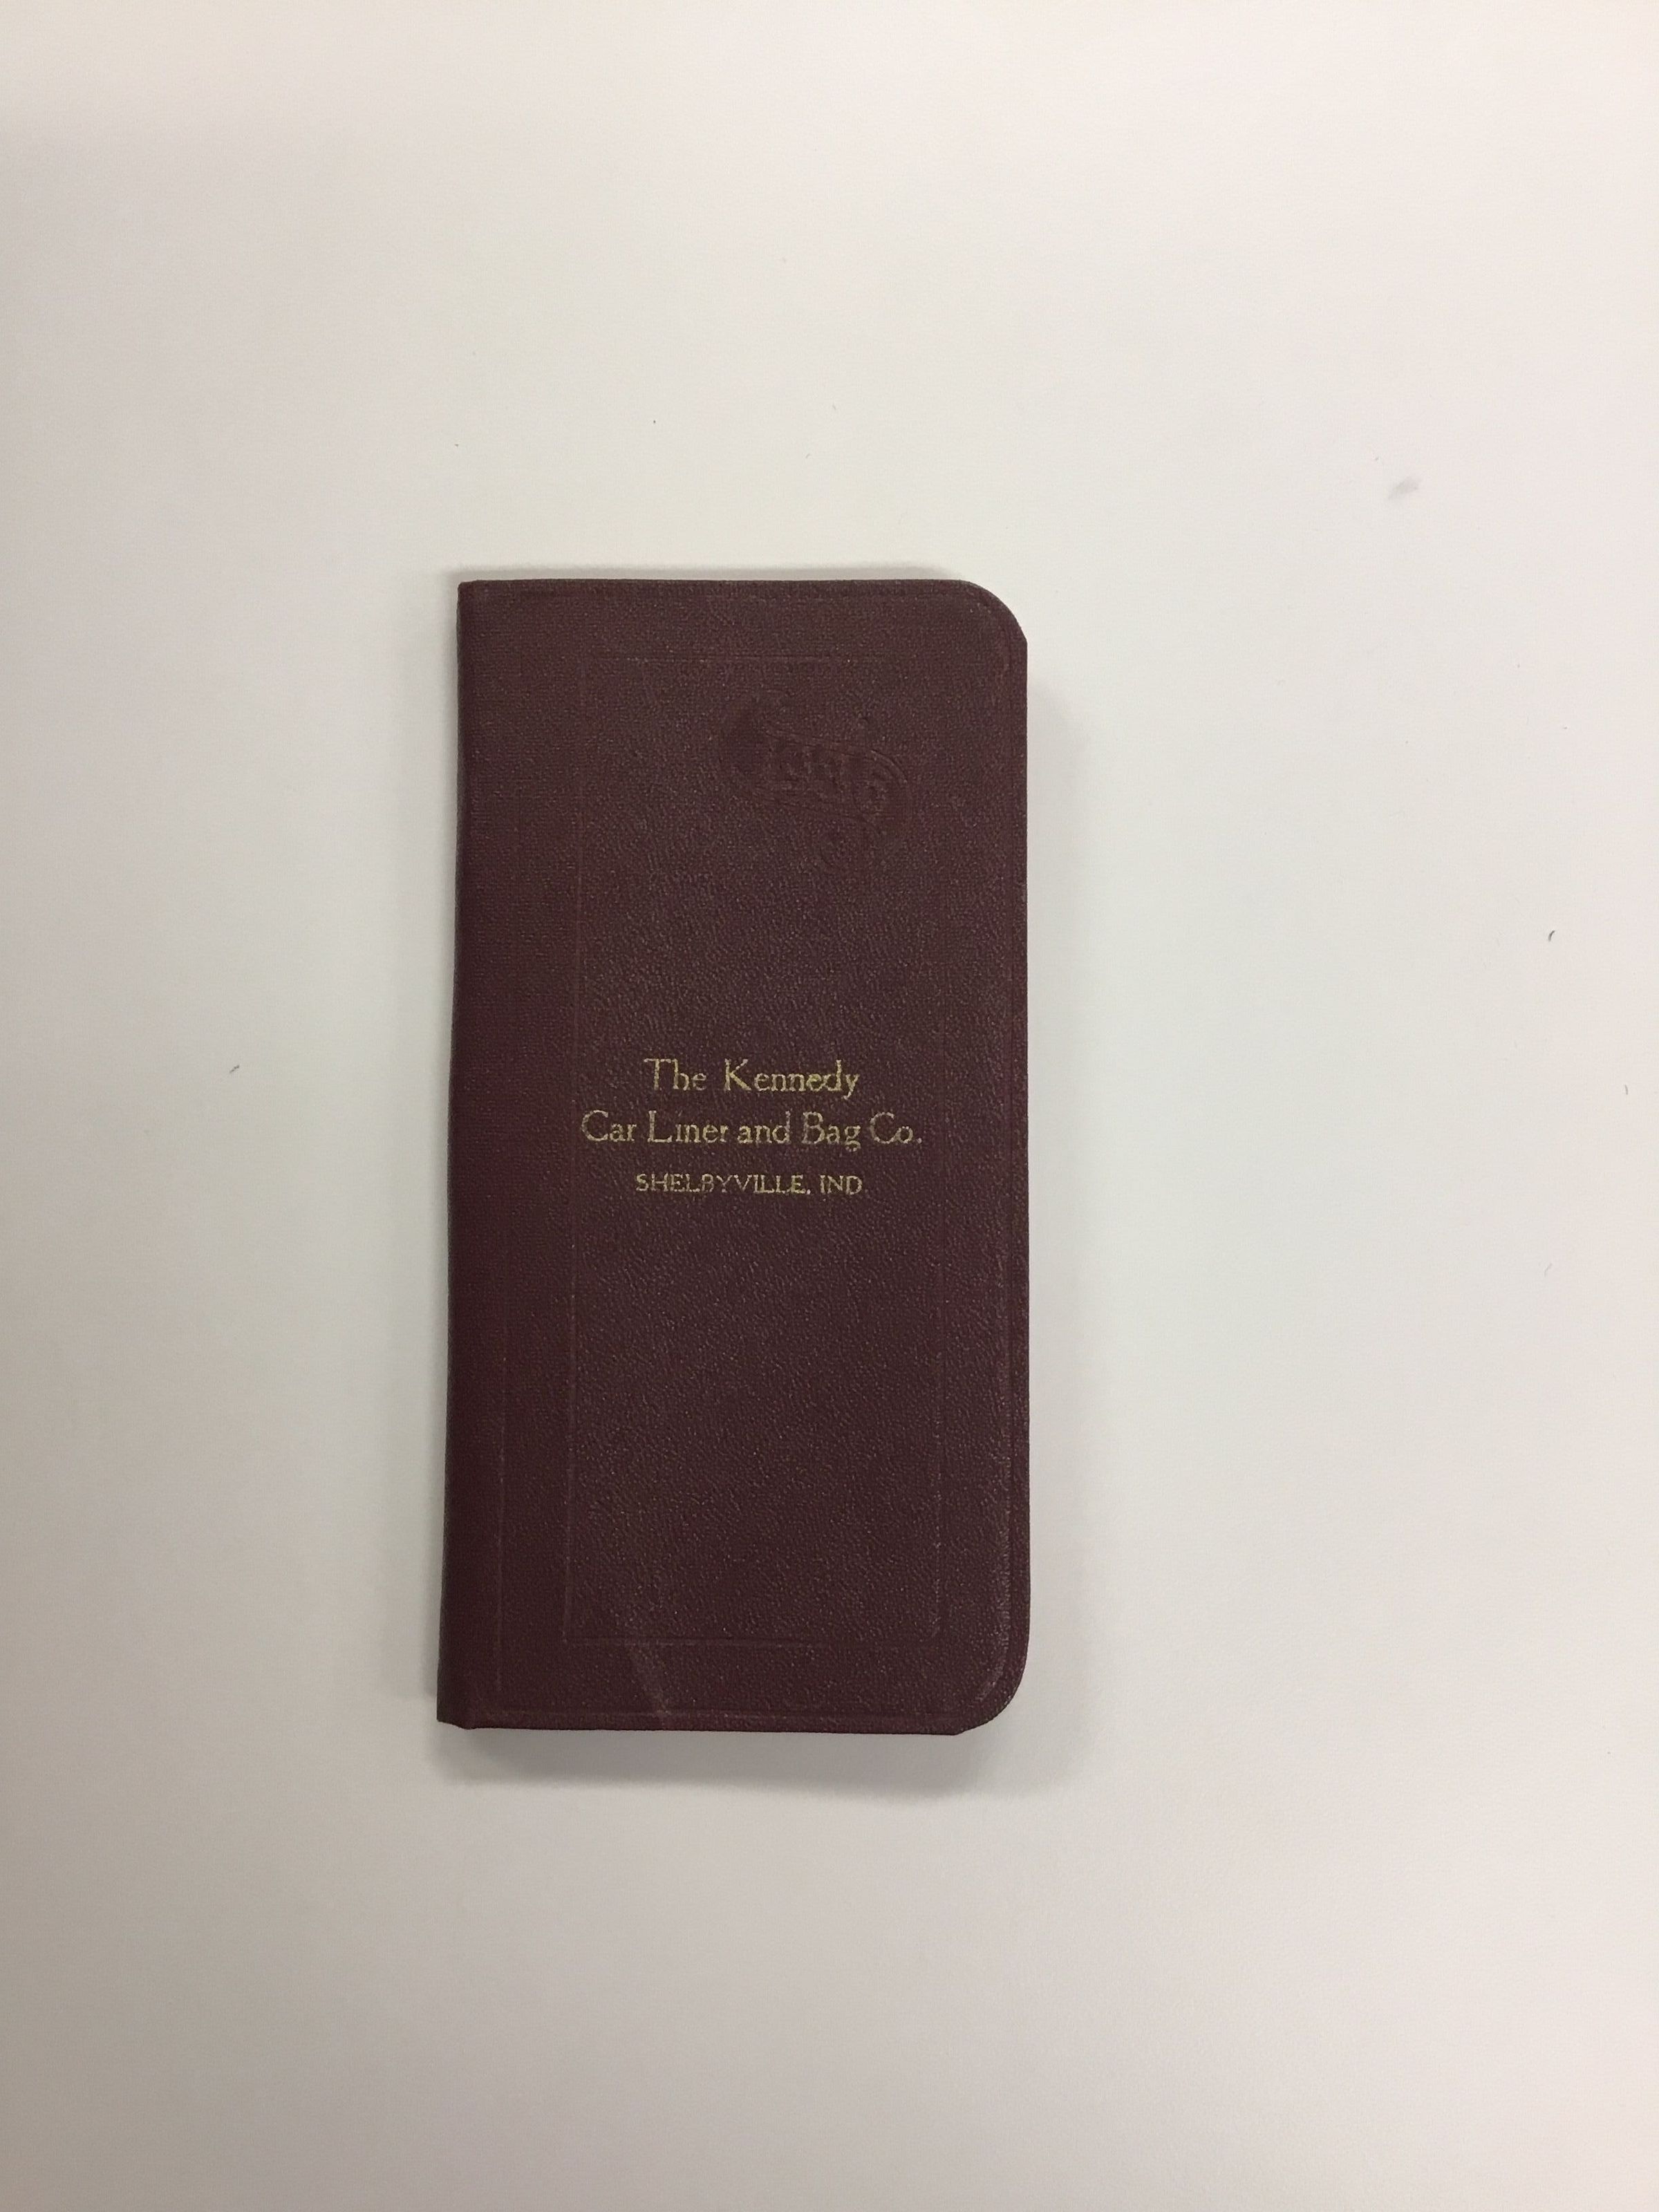 The Kennedy
Car Liner and Bag Co.
SHELBYVILLE, IND